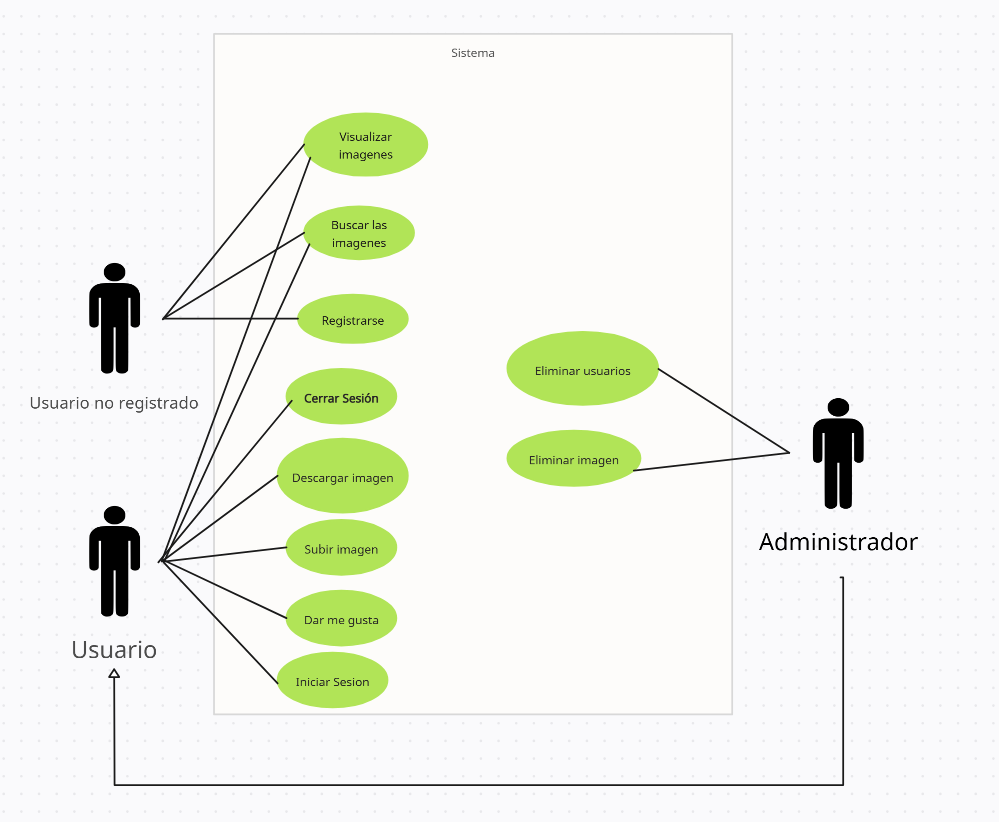 Sistema
Visualizar
imagenes
Buscar las
imagenes
Registrarse
Usuario no registrado
Cerrar Sesión
Descargar imagen
Subir imagen
Dar me gusta
Iniciar Sesion
Usuario
Eliminar usuarios
Eliminar imagen
Administrador